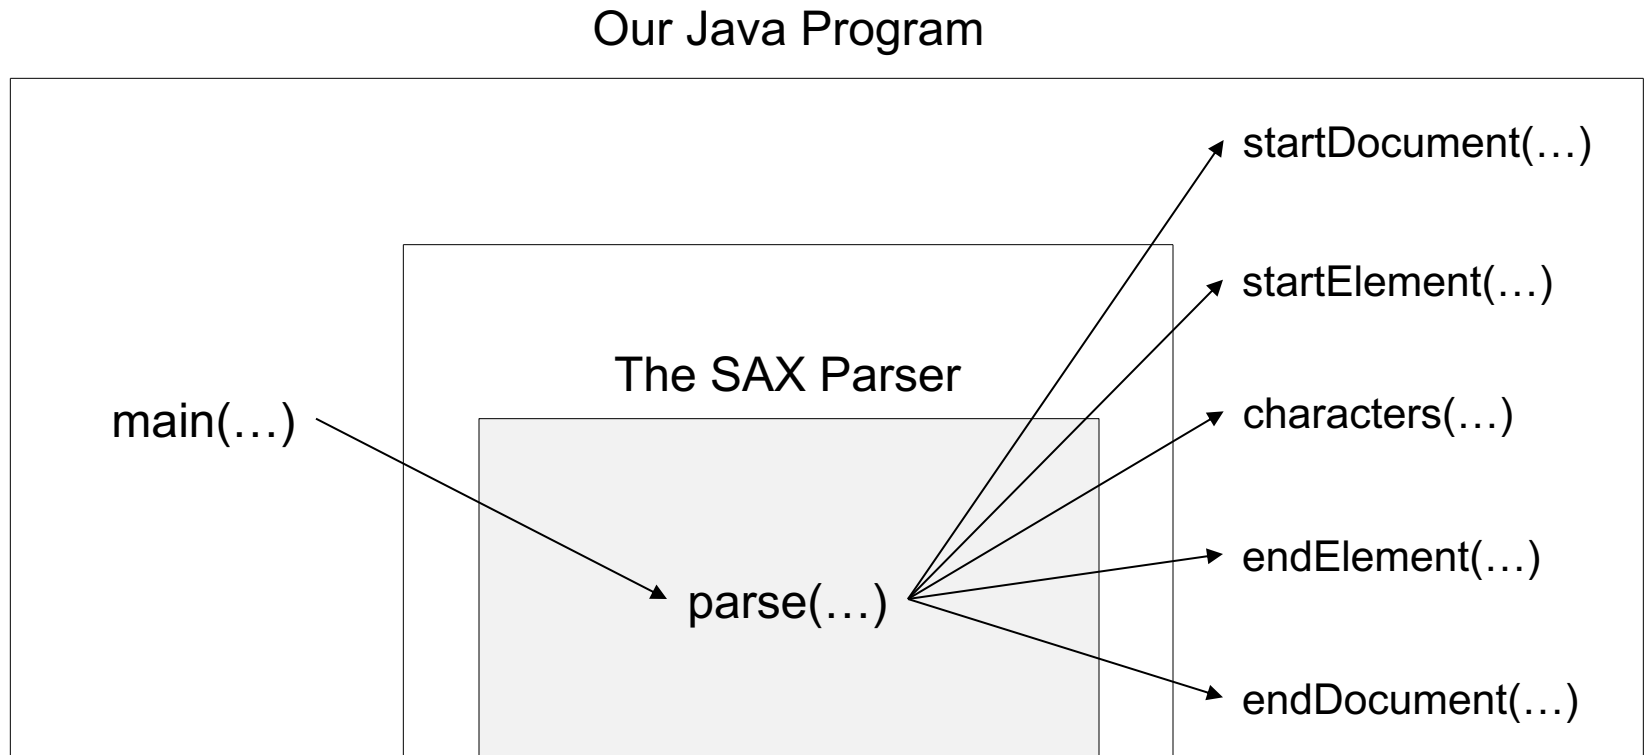 Our Java Program
startDocument(…)
startElement(…)
The SAX Parser
main(…)
characters(…)
endElement(…)
parse(…)
endDocument(…)